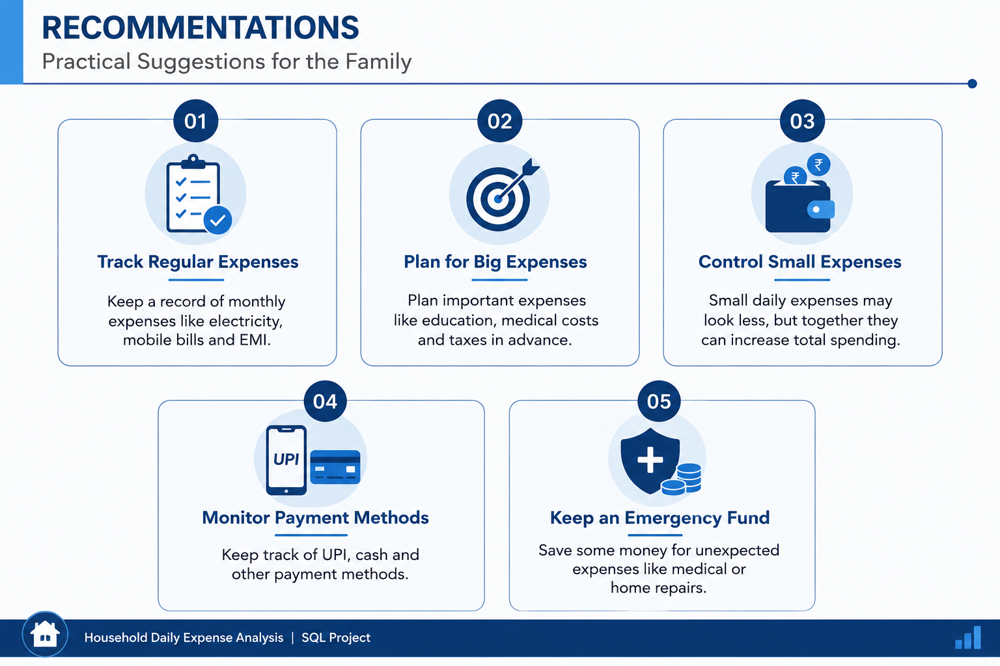 RECOMMENTATIONS
Practical Suggestions for the Family
01
Track Regular Expenses
Keep a record of monthly
expenses like electricity,
mobile bills and EMI.
02
Plan for Big Expenses
Plan important expenses
like education, medical costs
and taxes in advance.
03
₹
₹
Control Small Expenses
Small daily expenses may
look less, but together they
can increase total spending.
04
UPI
Monitor Payment Methods
Keep track of UPI, cash and
other payment methods.
05
Keep an Emergency Fund
Save some money for unexpected
expenses like medical or
home repairs.
Household Daily Expense Analysis | SQL Project